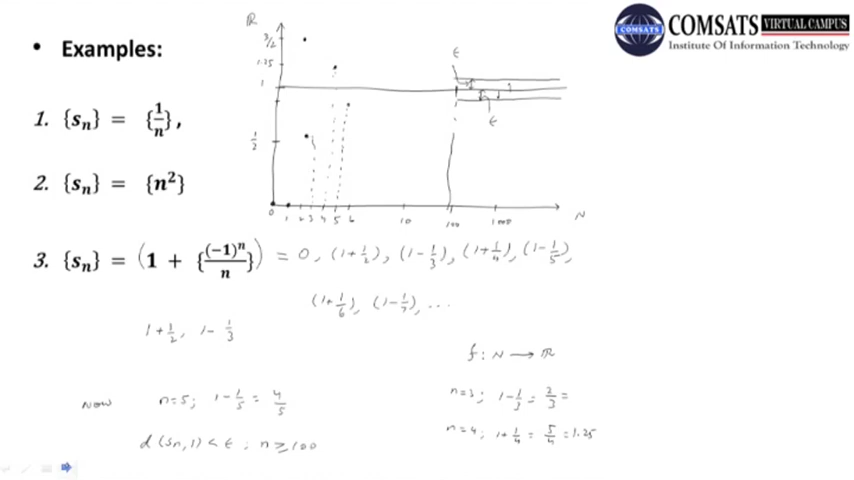 COMSATS VIRTUAL CAMPUS
Institute Of Information Technology
COMSATS
• Examples:
1. {sₙ} = {1/n},
2. {sₙ} = {n²}
3. {sₙ} = (1 + {(-1)ⁿ/n}) = 0, (1+1/2), (1-1/3), (1+1/4), (1-1/5),
(1+1/6), (1-1/7), ...
ℝ
3/2
1.25
1
1/2
0 1 2 3 4 5 6 10 100 1000 N
ε
ε
1+1/2, 1-1/3
f: N → ℝ
Now n=5; 1-1/5 = 4/5
n=3; 1-1/3 = 2/3 =
n=4; 1+1/4 = 5/4 = 1.25
d(sn,1) < ε; n ≥ 100